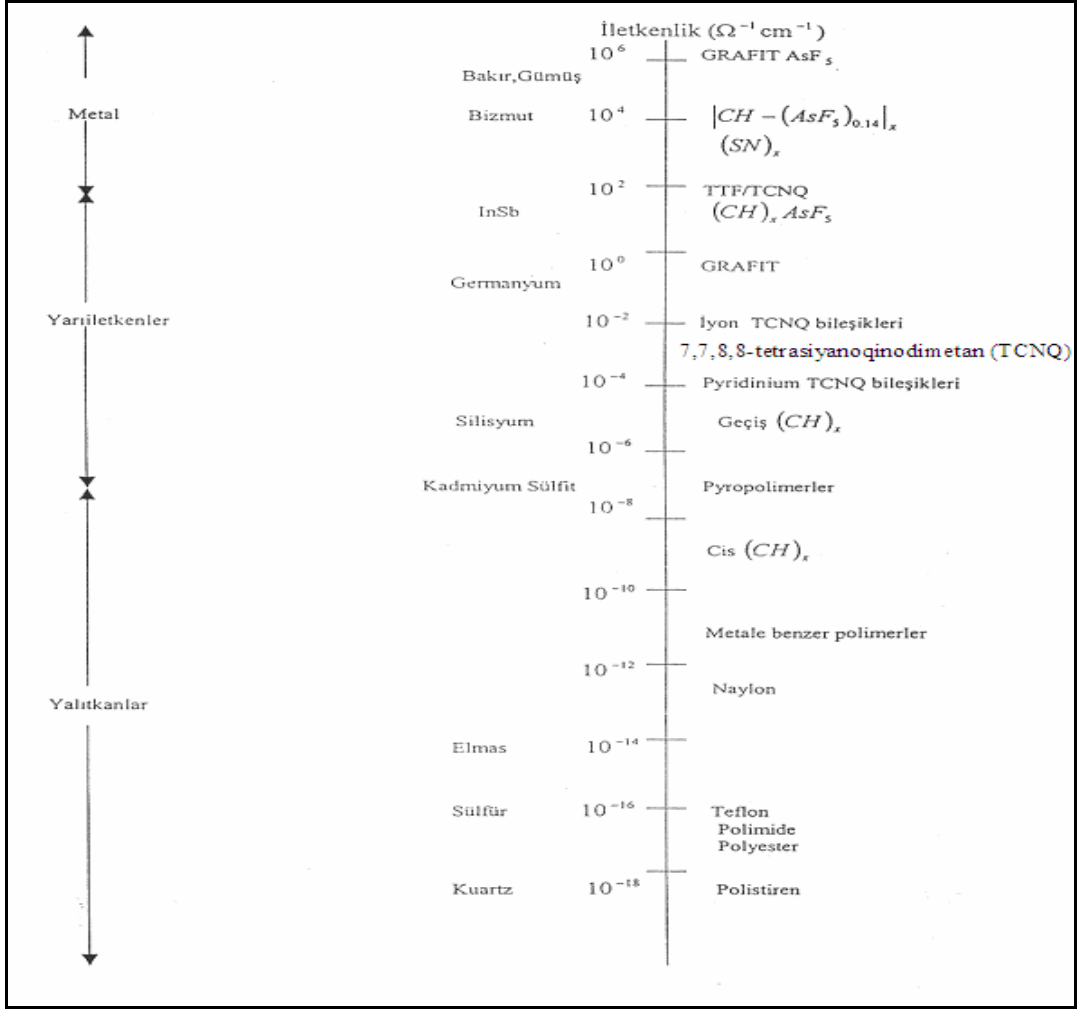 İletkenlik (Ω⁻¹ cm⁻¹)
10⁶ GRAFIT AsF₅
Bakır,Gümüş
Metal Bizmut 10⁴ |CH − (AsF₅)₀.₁₄|ₓ
(SN)ₓ
10² TTF/TCNQ
InSb (CH)ₓ AsF₅
10⁰ GRAFIT
Germanyum
Yarıiletkenler 10⁻² İyon TCNQ bileşikleri
7,7,8,8-tetrasiyanoqinodimetan (TCNQ)
10⁻⁴ Pyridinium TCNQ bileşikleri
Silisyum Geçiş (CH)ₓ
10⁻⁶
Kadmiyum Sülfit Pyropolimerler
10⁻⁸
Cis (CH)ₓ
10⁻¹⁰
Metale benzer polimerler
10⁻¹²
Naylon
Yalıtkanlar
Elmas 10⁻¹⁴
Sülfür 10⁻¹⁶ Teflon
Polimide
Polyester
Kuartz 10⁻¹⁸ Polistiren